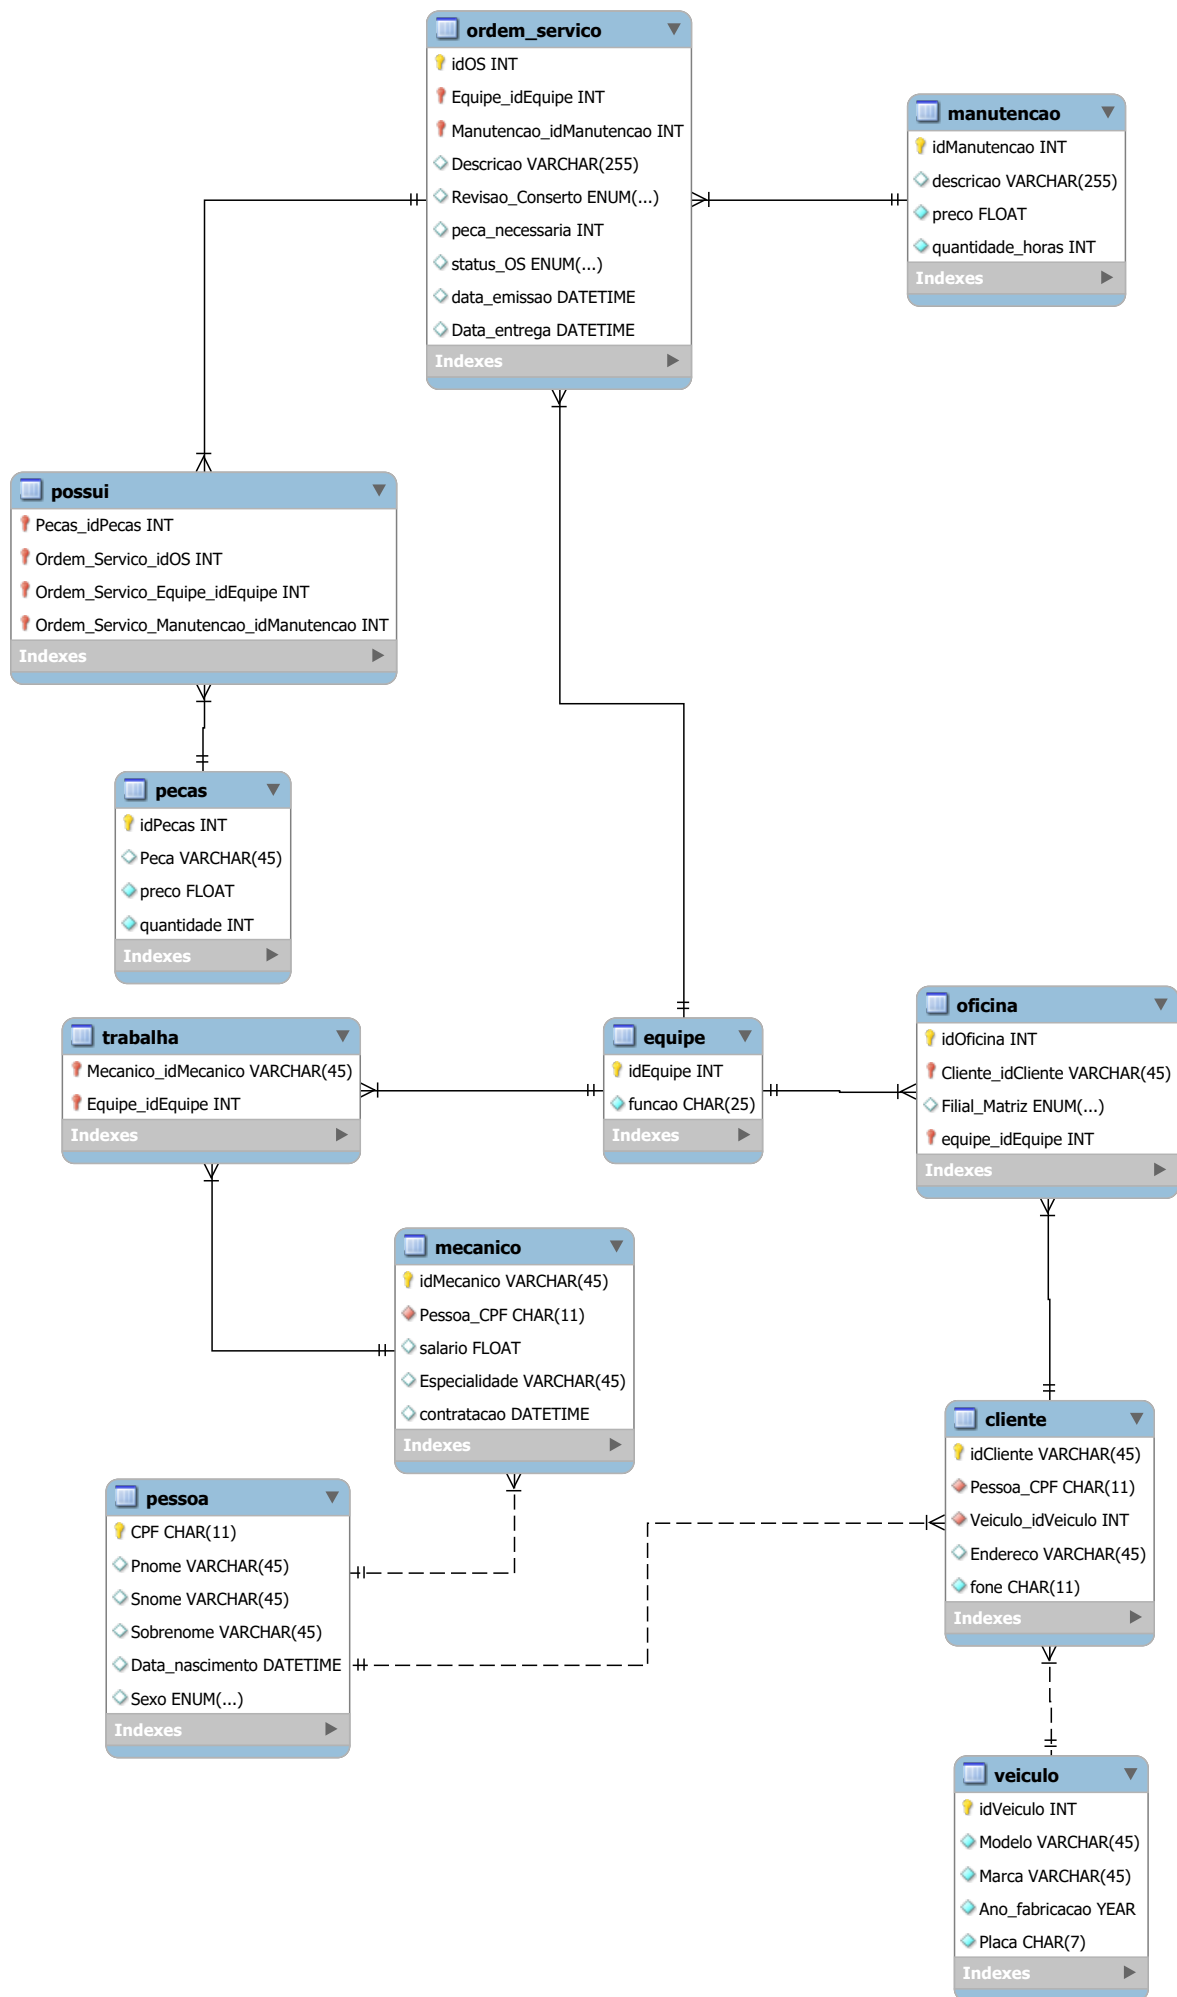 ordem_servico
idOS INT
Equipe_idEquipe INT
Manutencao_idManutencao INT
Descricao VARCHAR(255)
Revisao_Conserto ENUM(...)
peca_necessaria INT
status_OS ENUM(...)
data_emissao DATETIME
Data_entrega DATETIME
Indexes
manutencao
idManutencao INT
descricao VARCHAR(255)
preco FLOAT
quantidade_horas INT
Indexes
possui
Pecas_idPecas INT
Ordem_Servico_idOS INT
Ordem_Servico_Equipe_idEquipe INT
Ordem_Servico_Manutencao_idManutencao INT
Indexes
pecas
idPecas INT
Peca VARCHAR(45)
preco FLOAT
quantidade INT
Indexes
trabalha
Mecanico_idMecanico VARCHAR(45)
Equipe_idEquipe INT
Indexes
equipe
idEquipe INT
funcao CHAR(25)
Indexes
oficina
idOficina INT
Cliente_idCliente VARCHAR(45)
Filial_Matriz ENUM(...)
equipe_idEquipe INT
Indexes
mecanico
idMecanico VARCHAR(45)
Pessoa_CPF CHAR(11)
salario FLOAT
Especialidade VARCHAR(45)
contratacao DATETIME
Indexes
cliente
idCliente VARCHAR(45)
Pessoa_CPF CHAR(11)
Veiculo_idVeiculo INT
Endereco VARCHAR(45)
fone CHAR(11)
Indexes
pessoa
CPF CHAR(11)
Pnome VARCHAR(45)
Snome VARCHAR(45)
Sobrenome VARCHAR(45)
Data_nascimento DATETIME
Sexo ENUM(...)
Indexes
veiculo
idVeiculo INT
Modelo VARCHAR(45)
Marca VARCHAR(45)
Ano_fabricacao YEAR
Placa CHAR(7)
Indexes